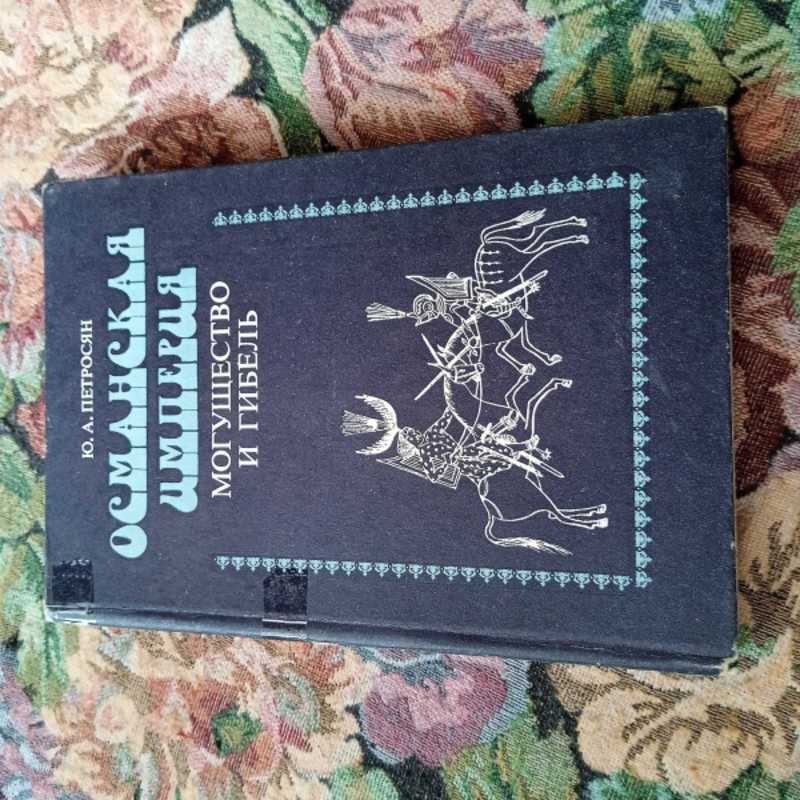 Ю. А. ПЕТРОСЯН
ОСМАНСКАЯ
ИМПЕРИЯ
МОГУЩЕСТВО
И ГИБЕЛЬ